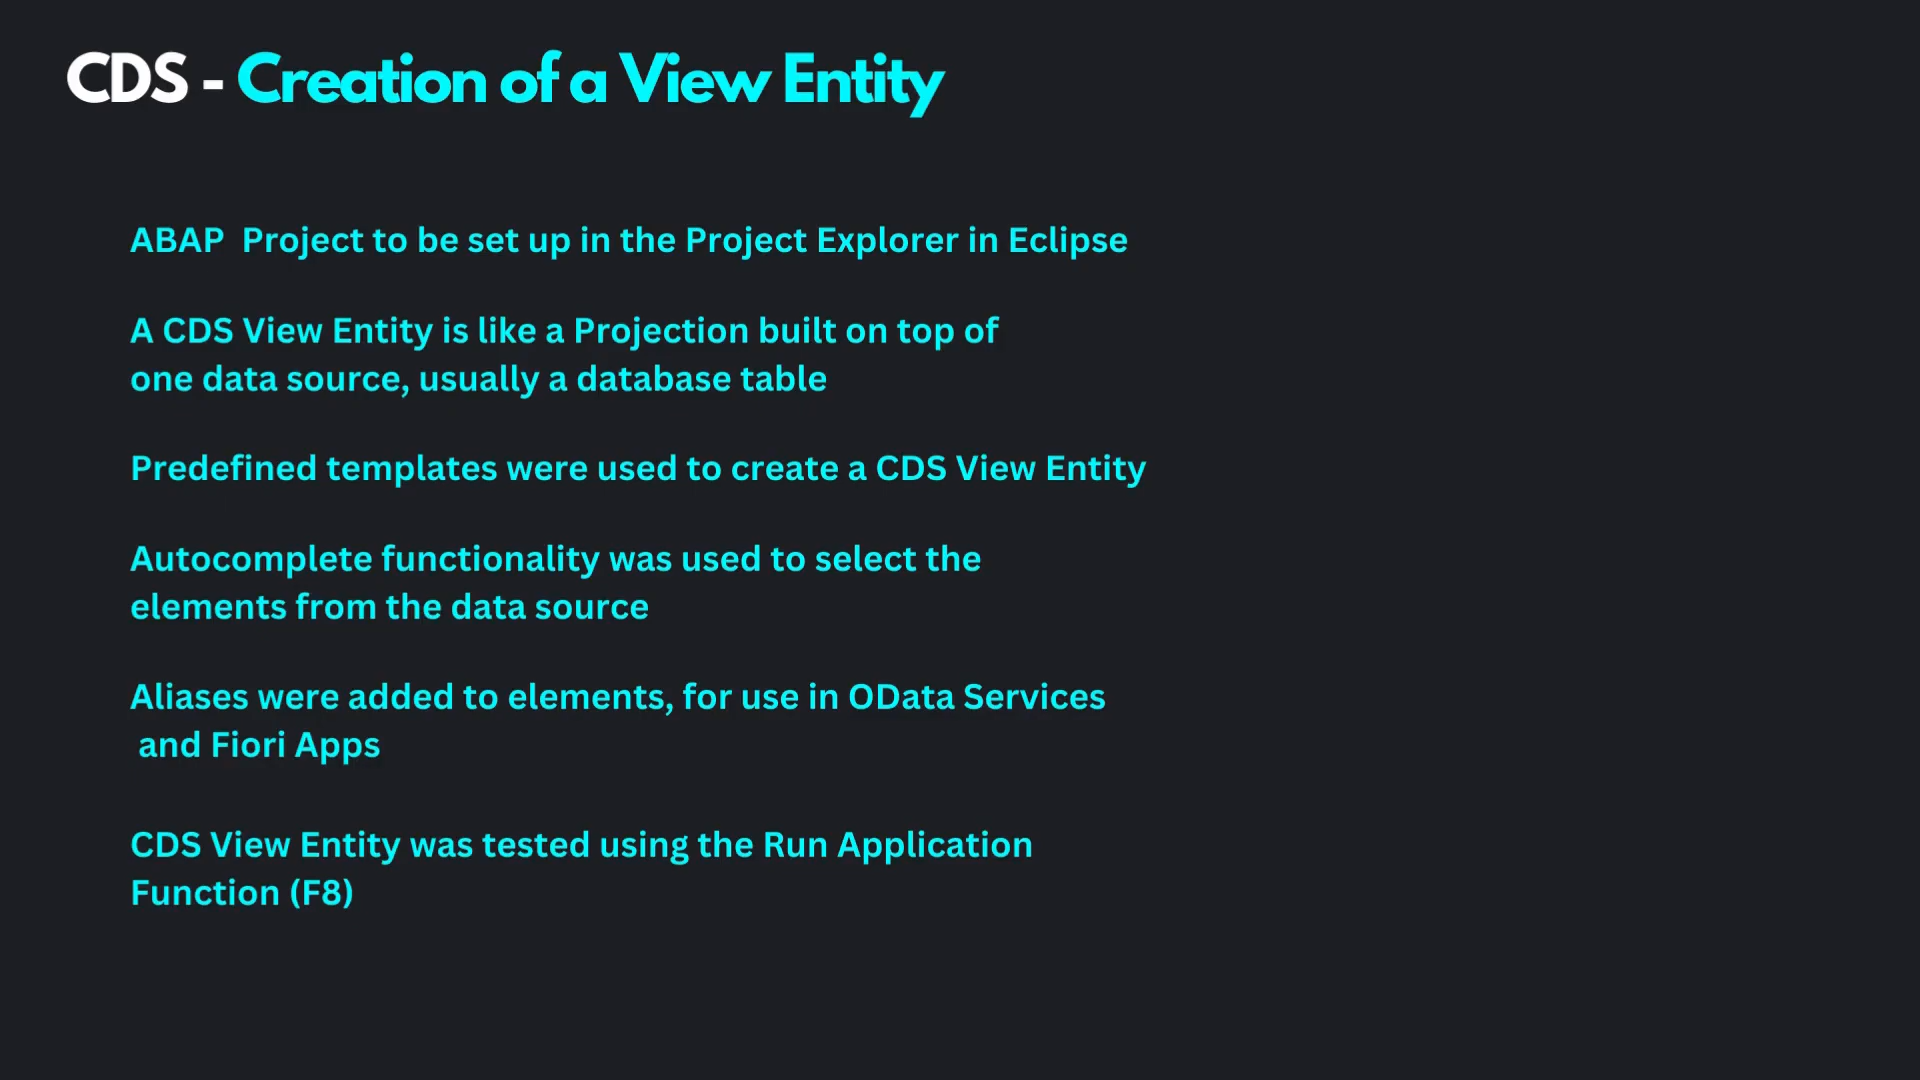 CDS - Creation of a View Entity
ABAP  Project to be set up in the Project Explorer in Eclipse
A CDS View Entity is like a Projection built on top of
one data source, usually a database table
Predefined templates were used to create a CDS View Entity
Autocomplete functionality was used to select the
elements from the data source
Aliases were added to elements, for use in OData Services
and Fiori Apps
CDS View Entity was tested using the Run Application
Function (F8)